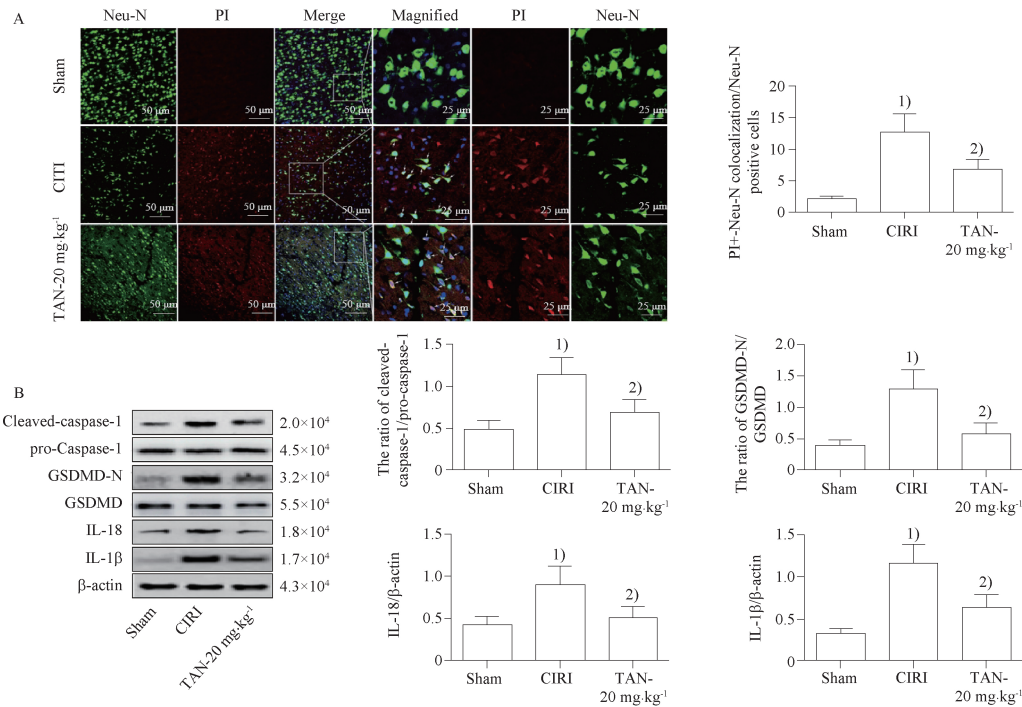 A
Neu-N PI Merge Magnified PI Neu-N
Sham
50 μm 50 μm 50 μm 25 μm 25 μm 25 μm
CITI
50 μm 50 μm 50 μm 25 μm 25 μm 25 μm
TAN-20 mg·kg⁻¹
50 μm 50 μm 50 μm 25 μm 25 μm 25 μm
PI+-Neu-N colocalization/Neu-N
positive cells
20
15
10
5
0
1)
2)
Sham CIRI TAN-
20 mg·kg⁻¹
B
Cleaved-caspase-1 2.0×10⁴
pro-Caspase-1 4.5×10⁴
GSDMD-N 3.2×10⁴
GSDMD 5.5×10⁴
IL-18 1.8×10⁴
IL-1β 1.7×10⁴
β-actin 4.3×10⁴
Sham
CIRI
TAN-20 mg·kg⁻¹
The ratio of cleaved-
caspase-1/pro-caspase-1
1.5
1.0
0.5
0
1)
2)
Sham CIRI TAN-
20 mg·kg⁻¹
The ratio of GSDMD-N/
GSDMD
2.0
1.5
1.0
0.5
0
1)
2)
Sham CIRI TAN-
20 mg·kg⁻¹
IL-18/β-actin
1.5
1.0
0.5
0
1)
2)
Sham CIRI TAN-
20 mg·kg⁻¹
IL-1β/β-actin
1.5
1.0
0.5
0
1)
2)
Sham CIRI TAN-
20 mg·kg⁻¹